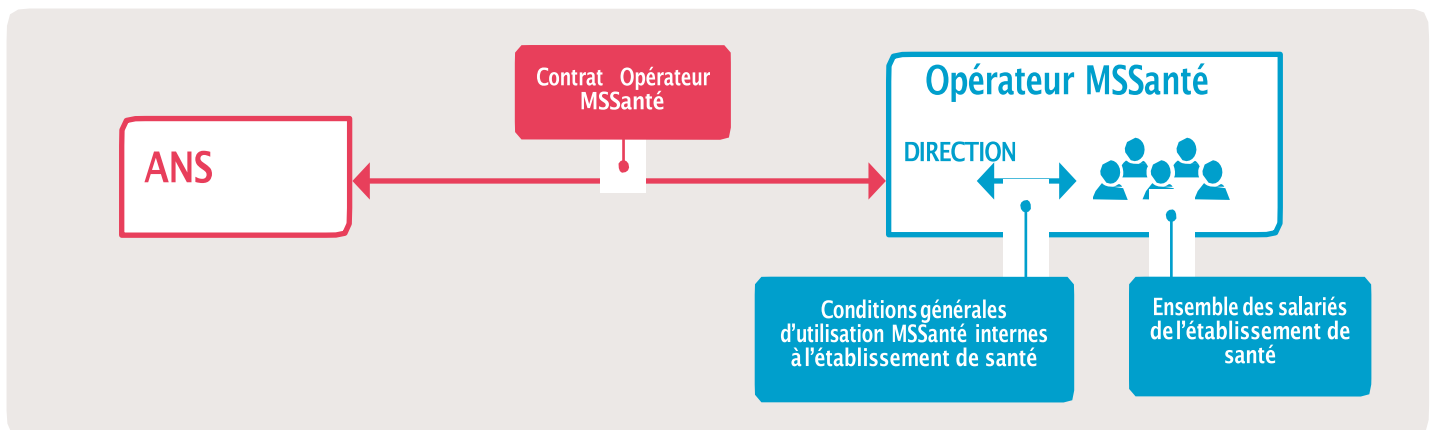 Contrat Opérateur
MSSanté
ANS
Opérateur MSSanté
DIRECTION
Conditions générales
d'utilisation MSSanté internes
à l'établissement de santé
Ensemble des salariés
de l'établissement de
santé